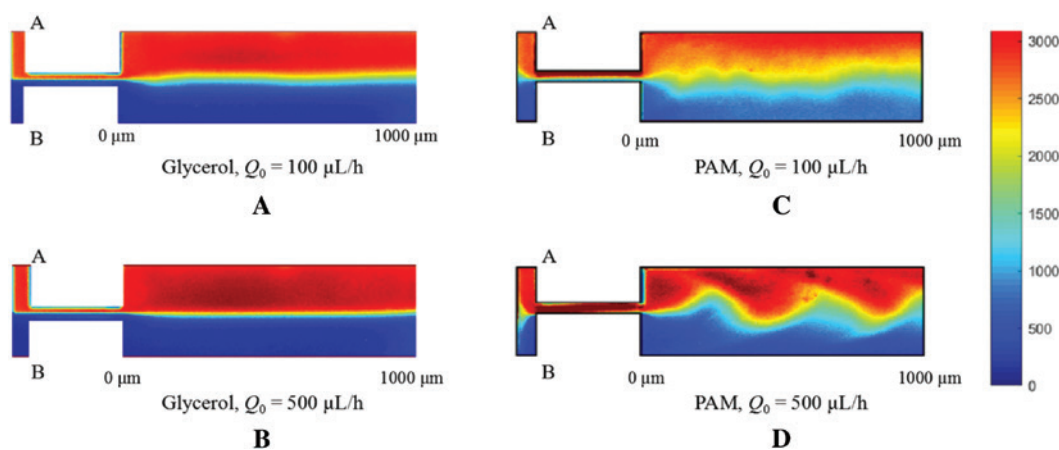 A
B
0 µm
1000 µm
Glycerol, Q₀ = 100 µL/h
A
A
B
0 µm
1000 µm
PAM, Q₀ = 100 µL/h
C
A
B
0 µm
1000 µm
Glycerol, Q₀ = 500 µL/h
B
A
B
0 µm
1000 µm
PAM, Q₀ = 500 µL/h
D
3000
2500
2000
1500
1000
500
0